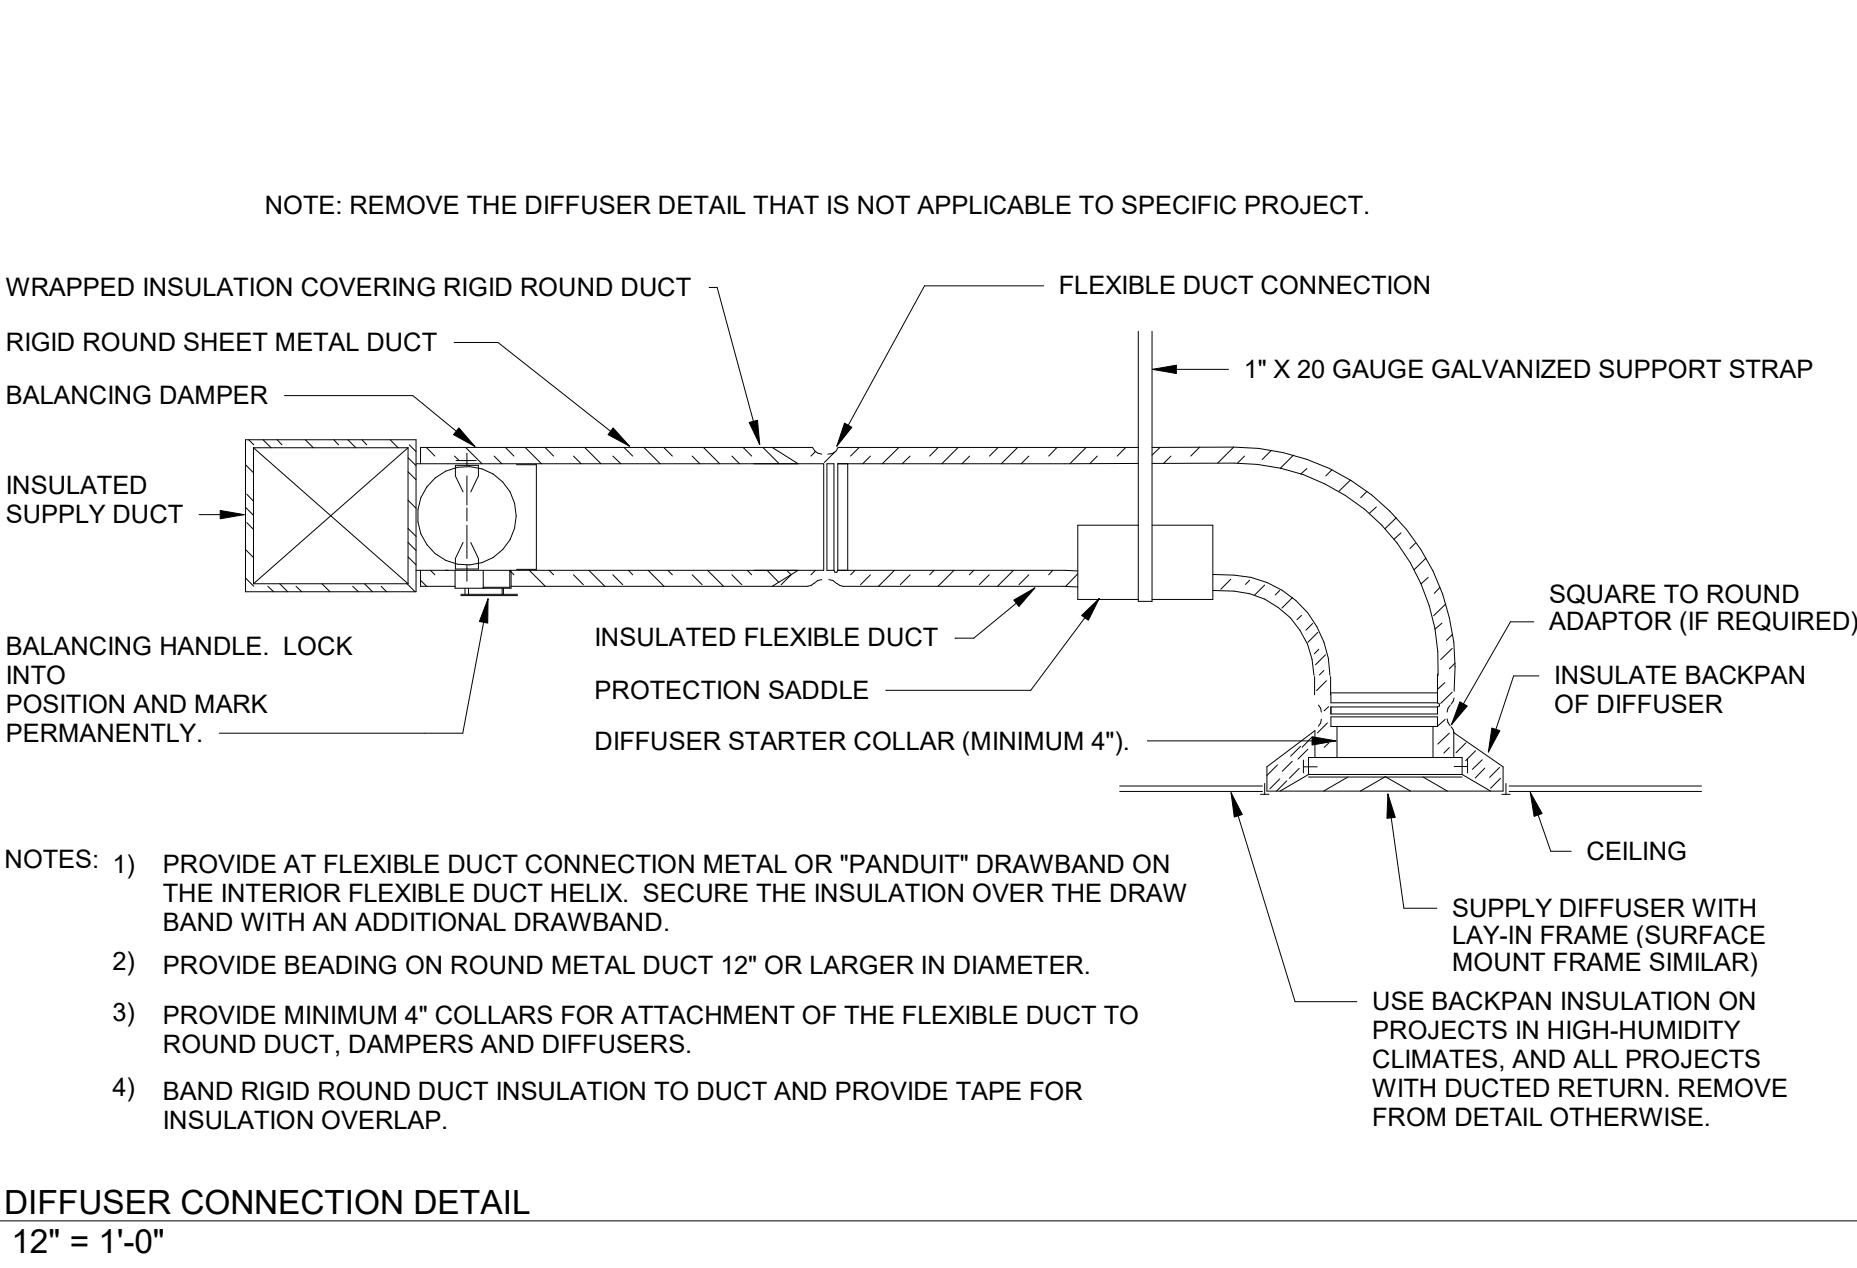 NOTE: REMOVE THE DIFFUSER DETAIL THAT IS NOT APPLICABLE TO SPECIFIC PROJECT.
WRAPPED INSULATION COVERING RIGID ROUND DUCT
RIGID ROUND SHEET METAL DUCT
BALANCING DAMPER
INSULATED
SUPPLY DUCT
BALANCING HANDLE.  LOCK
INTO
POSITION AND MARK
PERMANENTLY.
FLEXIBLE DUCT CONNECTION
1" X 20 GAUGE GALVANIZED SUPPORT STRAP
INSULATED FLEXIBLE DUCT
PROTECTION SADDLE
DIFFUSER STARTER COLLAR (MINIMUM 4").
SQUARE TO ROUND
ADAPTOR (IF REQUIRED)
INSULATE BACKPAN
OF DIFFUSER
CEILING
SUPPLY DIFFUSER WITH
LAY-IN FRAME (SURFACE
MOUNT FRAME SIMILAR)
USE BACKPAN INSULATION ON
PROJECTS IN HIGH-HUMIDITY
CLIMATES, AND ALL PROJECTS
WITH DUCTED RETURN. REMOVE
FROM DETAIL OTHERWISE.
NOTES: 1) PROVIDE AT FLEXIBLE DUCT CONNECTION METAL OR "PANDUIT" DRAWBAND ON
THE INTERIOR FLEXIBLE DUCT HELIX.  SECURE THE INSULATION OVER THE DRAW
BAND WITH AN ADDITIONAL DRAWBAND.
2) PROVIDE BEADING ON ROUND METAL DUCT 12" OR LARGER IN DIAMETER.
3) PROVIDE MINIMUM 4" COLLARS FOR ATTACHMENT OF THE FLEXIBLE DUCT TO
ROUND DUCT, DAMPERS AND DIFFUSERS.
4) BAND RIGID ROUND DUCT INSULATION TO DUCT AND PROVIDE TAPE FOR
INSULATION OVERLAP.
DIFFUSER CONNECTION DETAIL
12" = 1'-0"